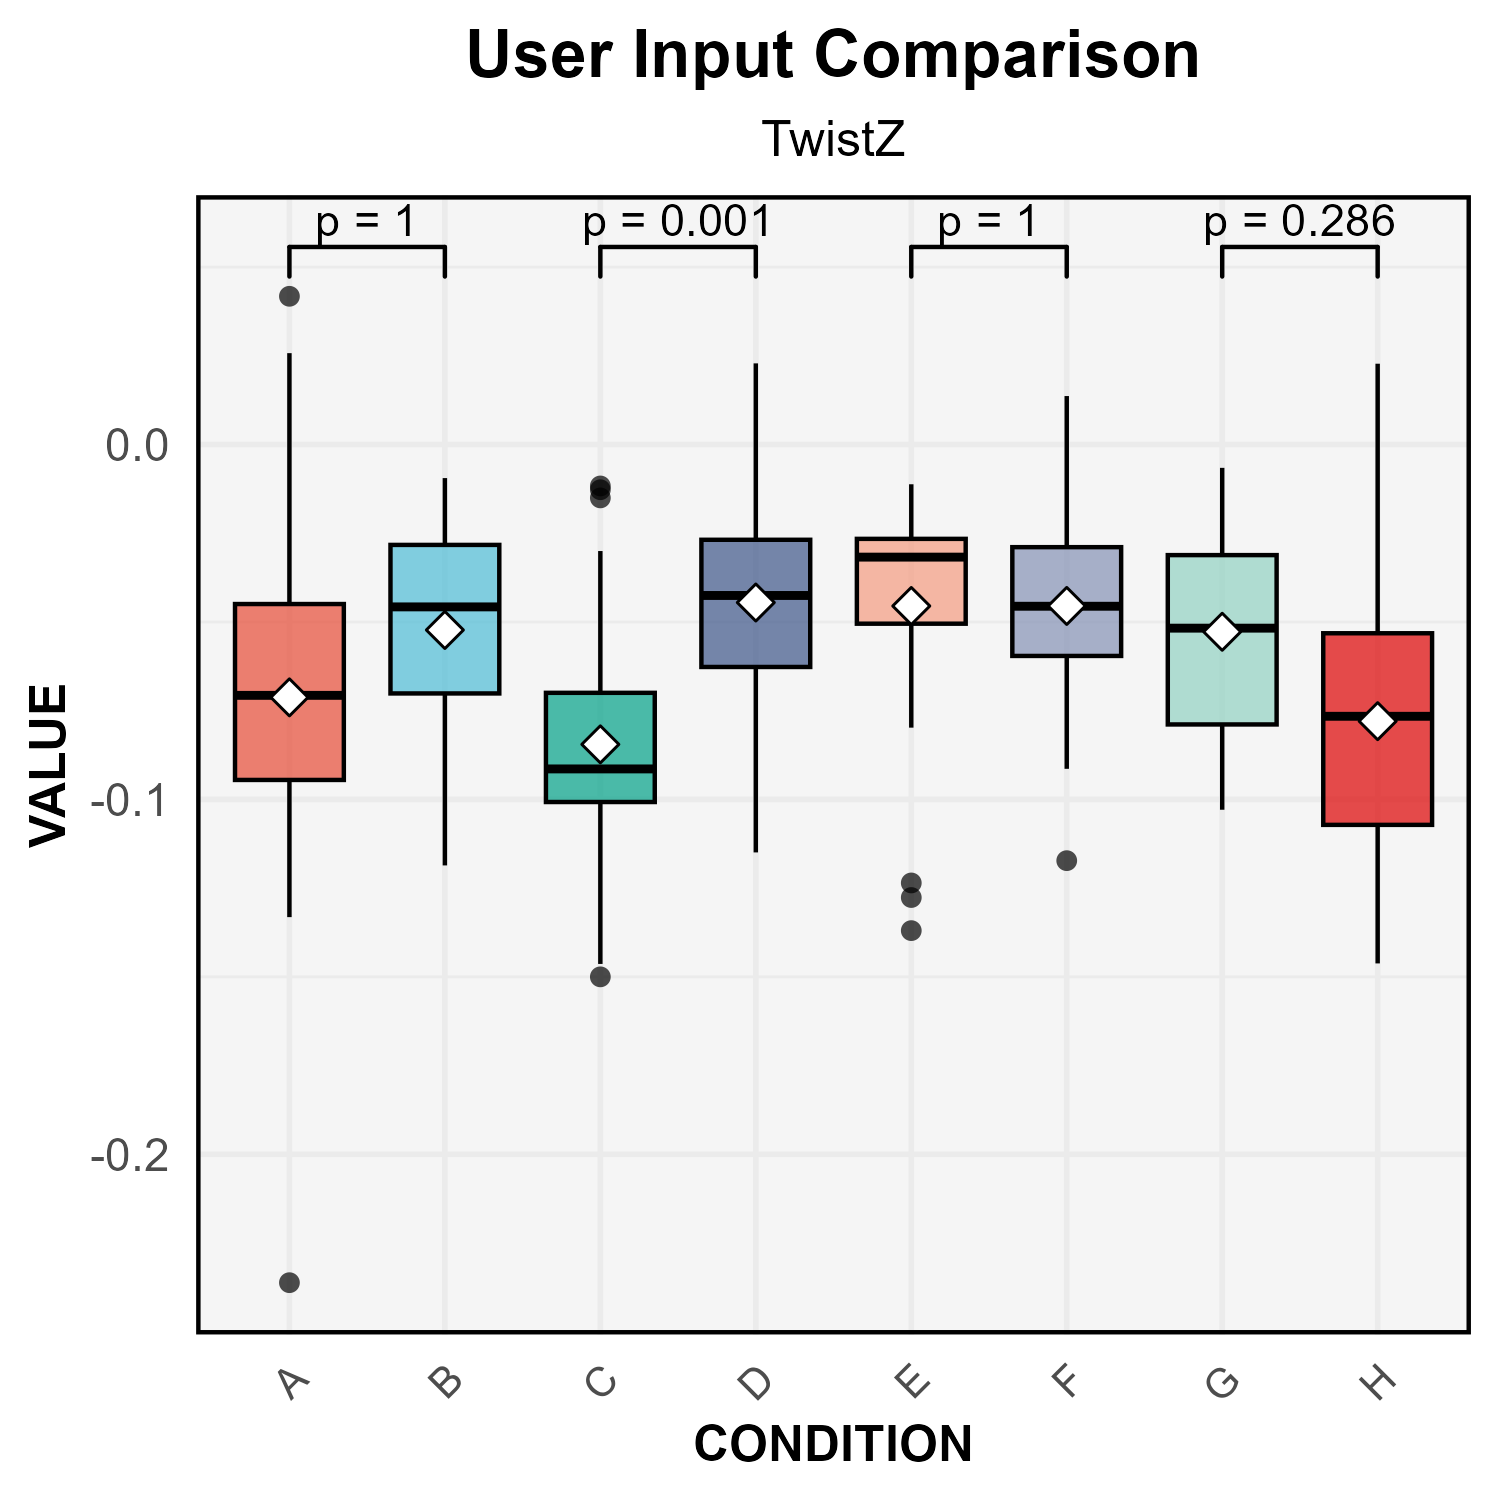 User Input Comparison
TwistZ
p = 1
p = 0.001
p = 1
p = 0.286
VALUE
0.0
-0.1
-0.2
A
B
C
D
E
F
G
H
CONDITION